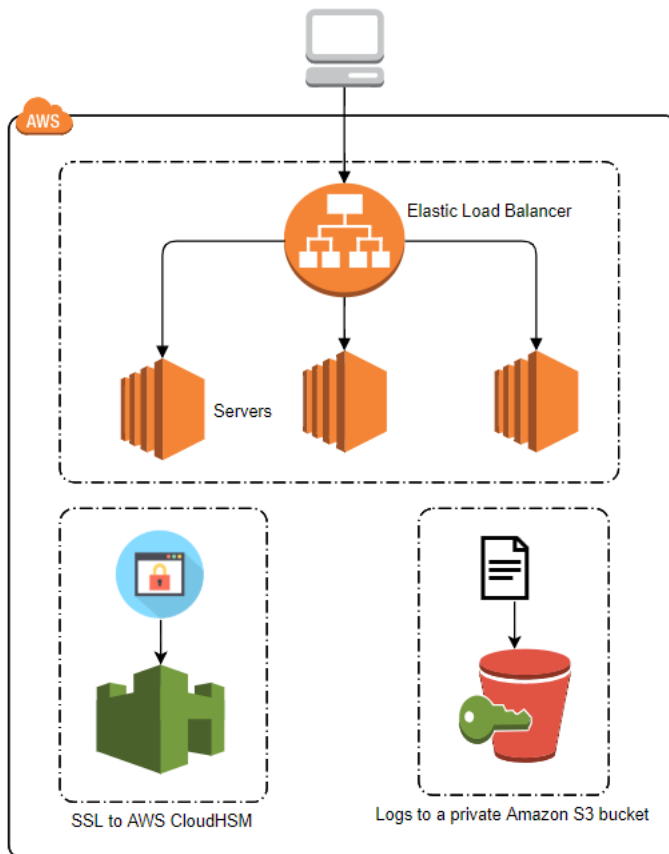 AWS
Elastic Load Balancer
Servers
SSL to AWS CloudHSM
Logs to a private Amazon S3 bucket